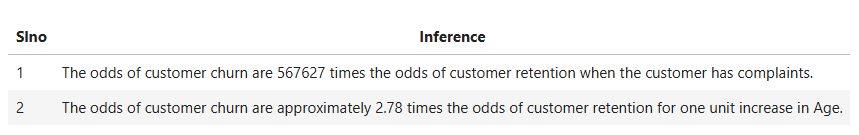 Slno Inference
1 The odds of customer churn are 567627 times the odds of customer retention when the customer has complaints.
2 The odds of customer churn are approximately 2.78 times the odds of customer retention for one unit increase in Age.